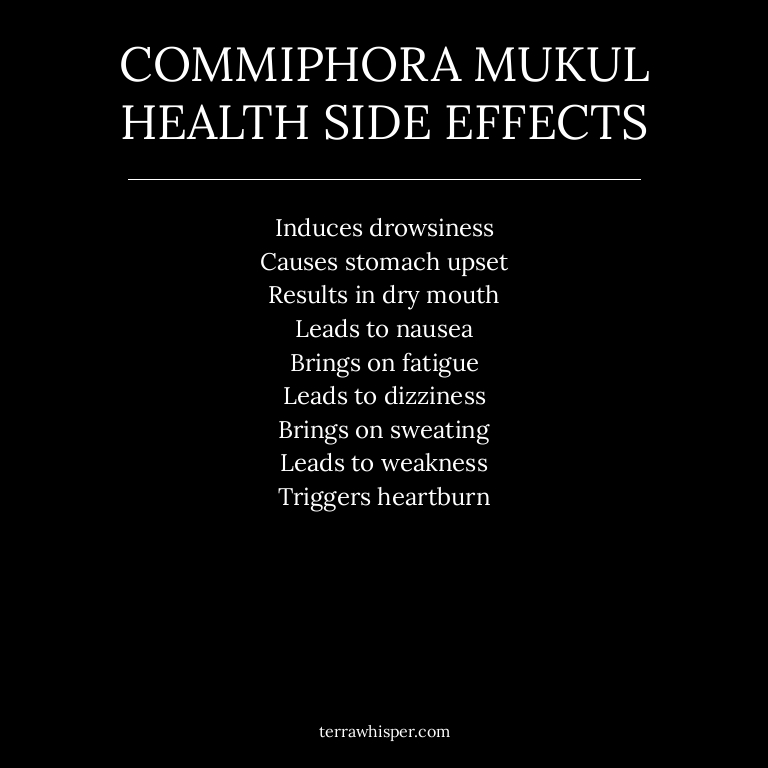 COMMIPHORA MUKUL
HEALTH SIDE EFFECTS
Induces drowsiness
Causes stomach upset
Results in dry mouth
Leads to nausea
Brings on fatigue
Leads to dizziness
Brings on sweating
Leads to weakness
Triggers heartburn
terrawhisper.com